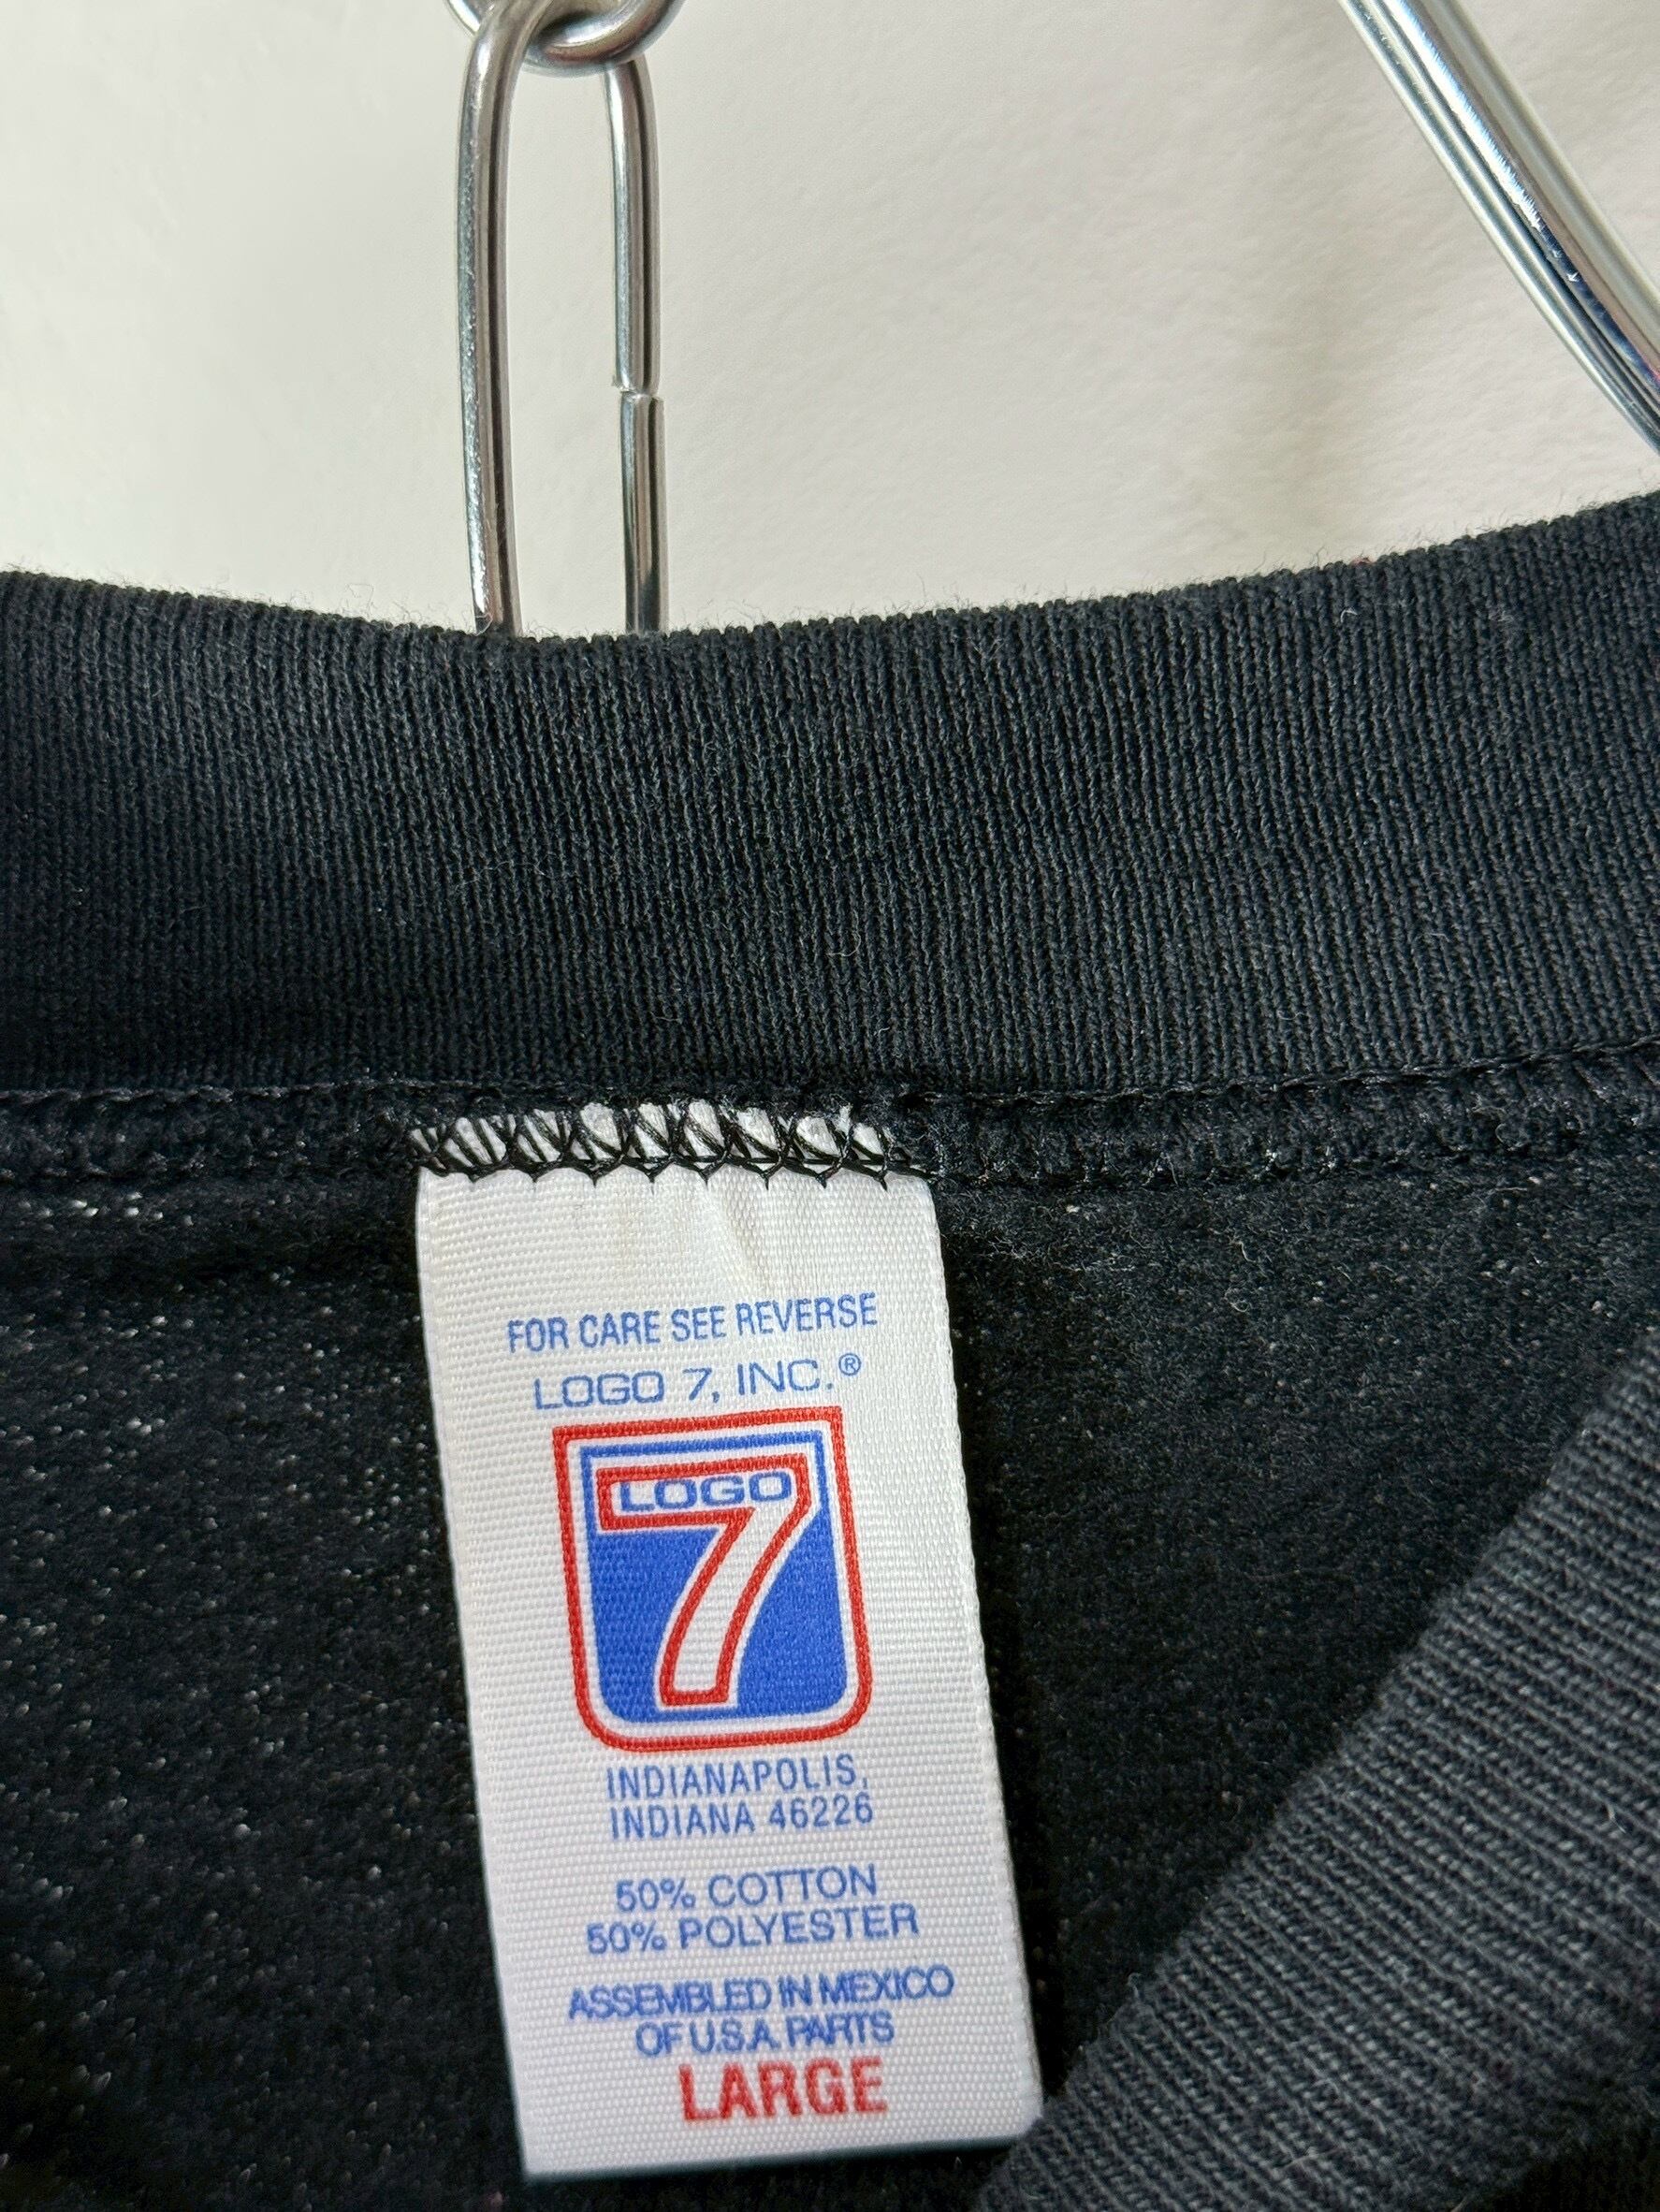 FOR CARE SEE REVERSE
LOGO 7, INC.®
LOGO
7
INDIANAPOLIS,
INDIANA 46226
50% COTTON
50% POLYESTER
ASSEMBLED IN MEXICO
OF U.S.A. PARTS
LARGE